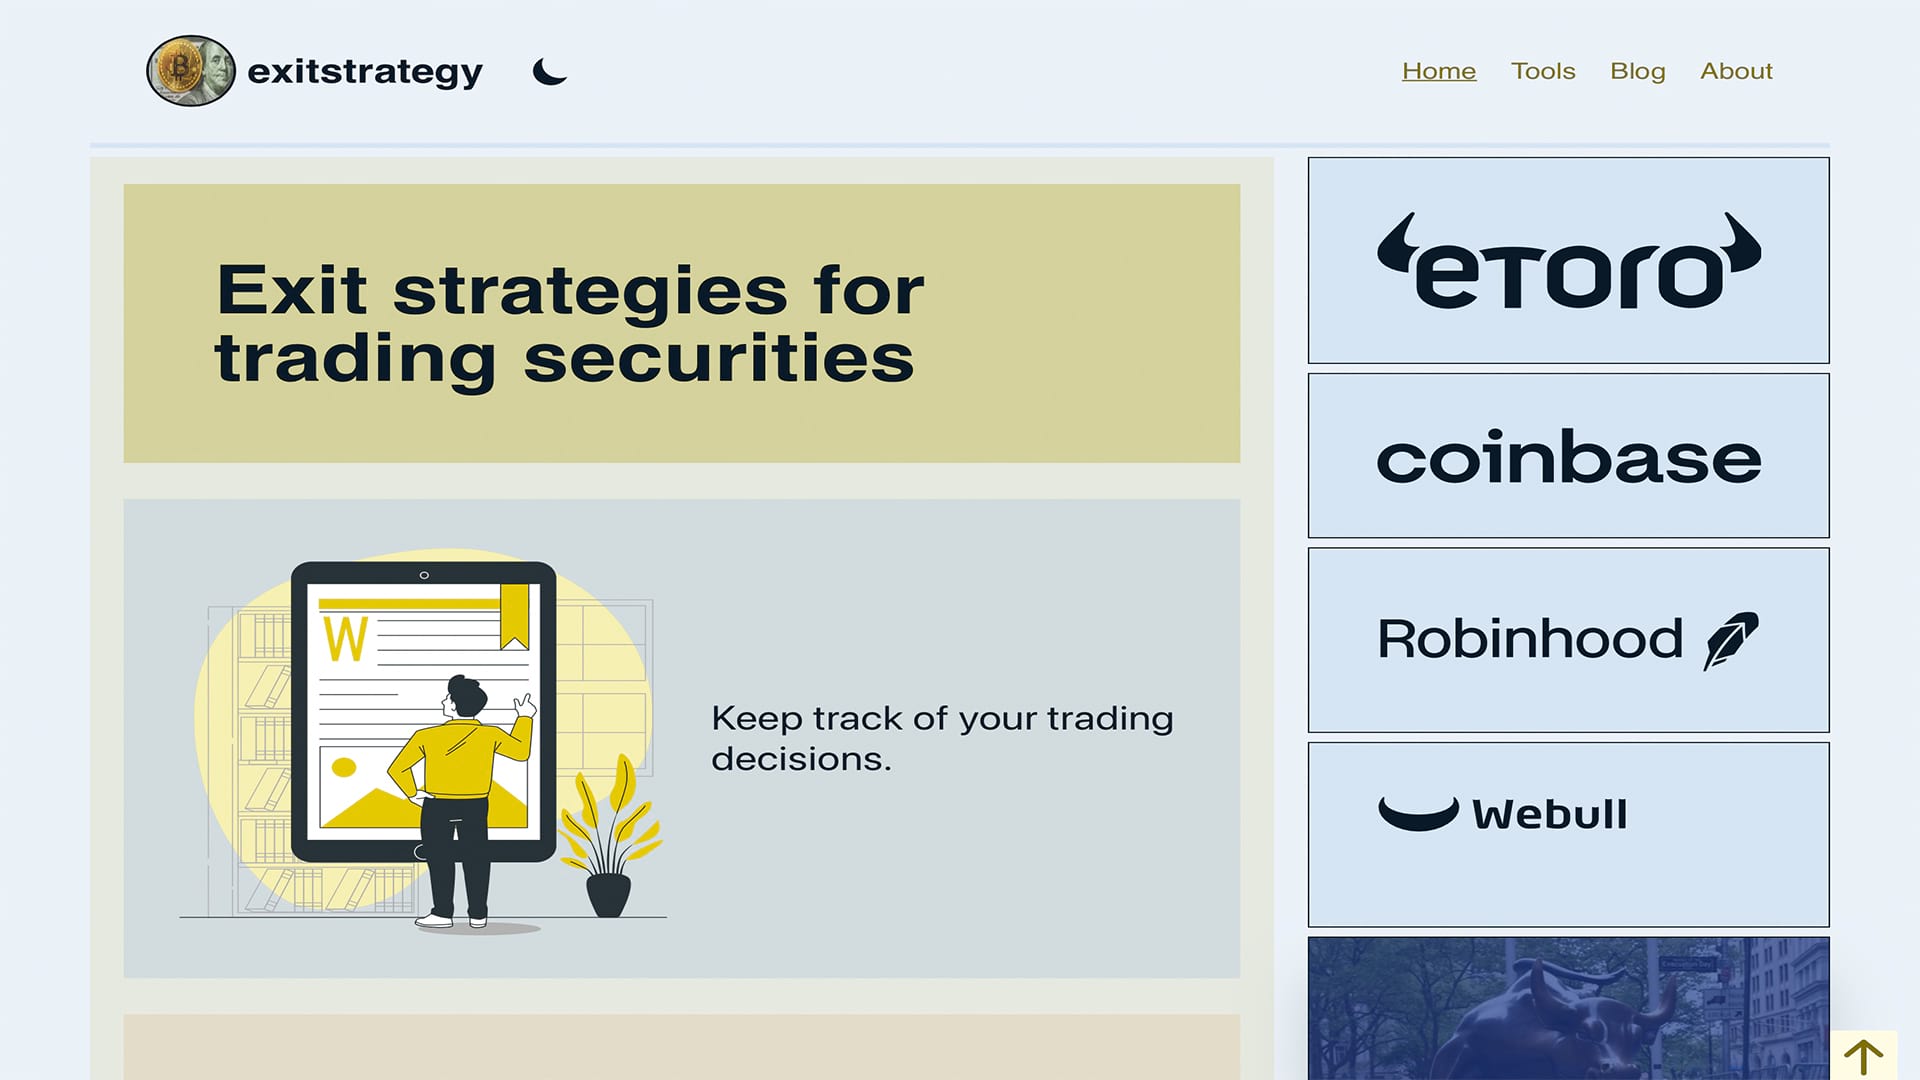 exitstrategy
Home Tools Blog About
Exit strategies for
trading securities
W
Keep track of your trading
decisions.
eToro
coinbase
Robinhood
Webull